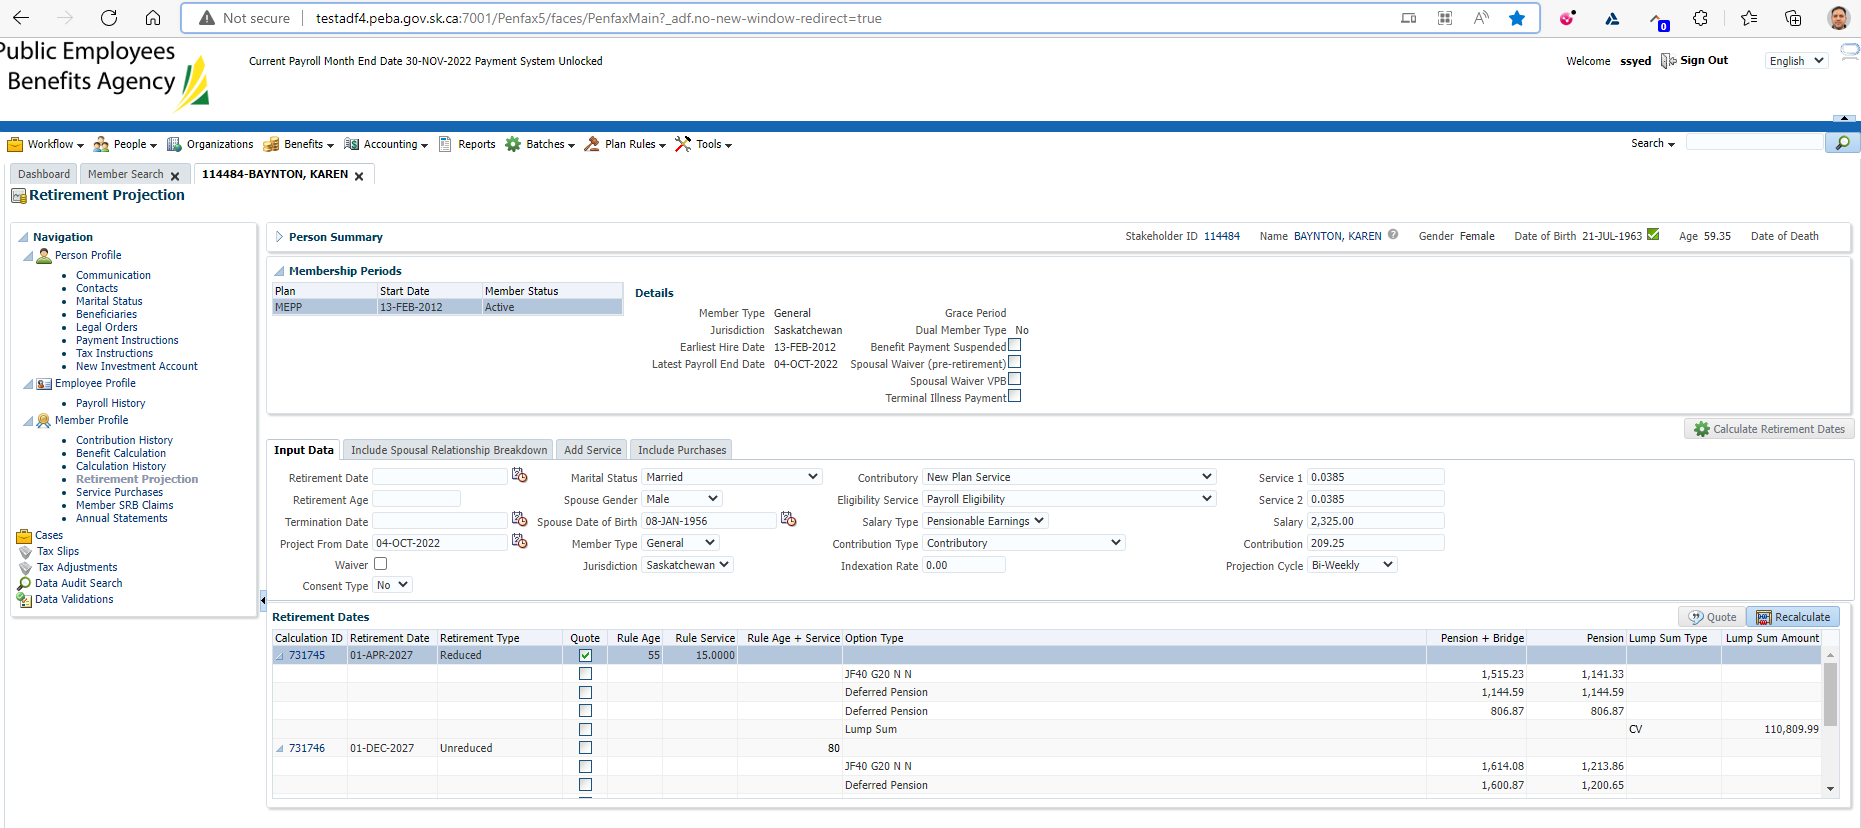 Not secure testadf4.peba.gov.sk.ca:7001/Penfax5/faces/PenfaxMain?_adf.no-new-window-redirect=true
0
Public Employees
Benefits Agency
Current Payroll Month End Date 30-NOV-2022 Payment System Unlocked
Welcome ssyed Sign Out English
Workflow People Organizations Benefits Accounting Reports Batches Plan Rules Tools Search
Dashboard Member Search 114484-BAYNTON, KAREN
Retirement Projection
Navigation
Person Profile
Communication
Contacts
Marital Status
Beneficiaries
Legal Orders
Payment Instructions
Tax Instructions
New Investment Account
Employee Profile
Payroll History
Member Profile
Contribution History
Benefit Calculation
Calculation History
Retirement Projection
Service Purchases
Member SRB Claims
Annual Statements
Cases
Tax Slips
Tax Adjustments
Data Audit Search
Data Validations
Person Summary Stakeholder ID 114484 Name BAYNTON, KAREN Gender Female Date of Birth 21-JUL-1963 Age 59.35 Date of Death
Membership Periods
Plan Start Date Member Status
MEPP 13-FEB-2012 Active
Details
Member Type General Grace Period
Jurisdiction Saskatchewan Dual Member Type No
Earliest Hire Date 13-FEB-2012 Benefit Payment Suspended
Latest Payroll End Date 04-OCT-2022 Spousal Waiver (pre-retirement)
Spousal Waiver VPB
Terminal Illness Payment
Calculate Retirement Dates
Input Data Include Spousal Relationship Breakdown Add Service Include Purchases
Retirement Date Marital Status Married Contributory New Plan Service Service 1 0.0385
Retirement Age Spouse Gender Male Eligibility Service Payroll Eligibility Service 2 0.0385
Termination Date Spouse Date of Birth 08-JAN-1956 Salary Type Pensionable Earnings Salary 2,325.00
Project From Date 04-OCT-2022 Member Type General Contribution Type Contributory Contribution 209.25
Waiver Jurisdiction Saskatchewan Indexation Rate 0.00 Projection Cycle Bi-Weekly
Consent Type No
Retirement Dates Quote Recalculate
Calculation ID Retirement Date Retirement Type Quote Rule Age Rule Service Rule Age + Service Option Type Pension + Bridge Pension Lump Sum Type Lump Sum Amount
731745 01-APR-2027 Reduced 55 15.0000
JF40 G20 N N 1,515.23 1,141.33
Deferred Pension 1,144.59 1,144.59
Deferred Pension 806.87 806.87
Lump Sum CV 110,809.99
731746 01-DEC-2027 Unreduced 80
JF40 G20 N N 1,614.08 1,213.86
Deferred Pension 1,600.87 1,200.65